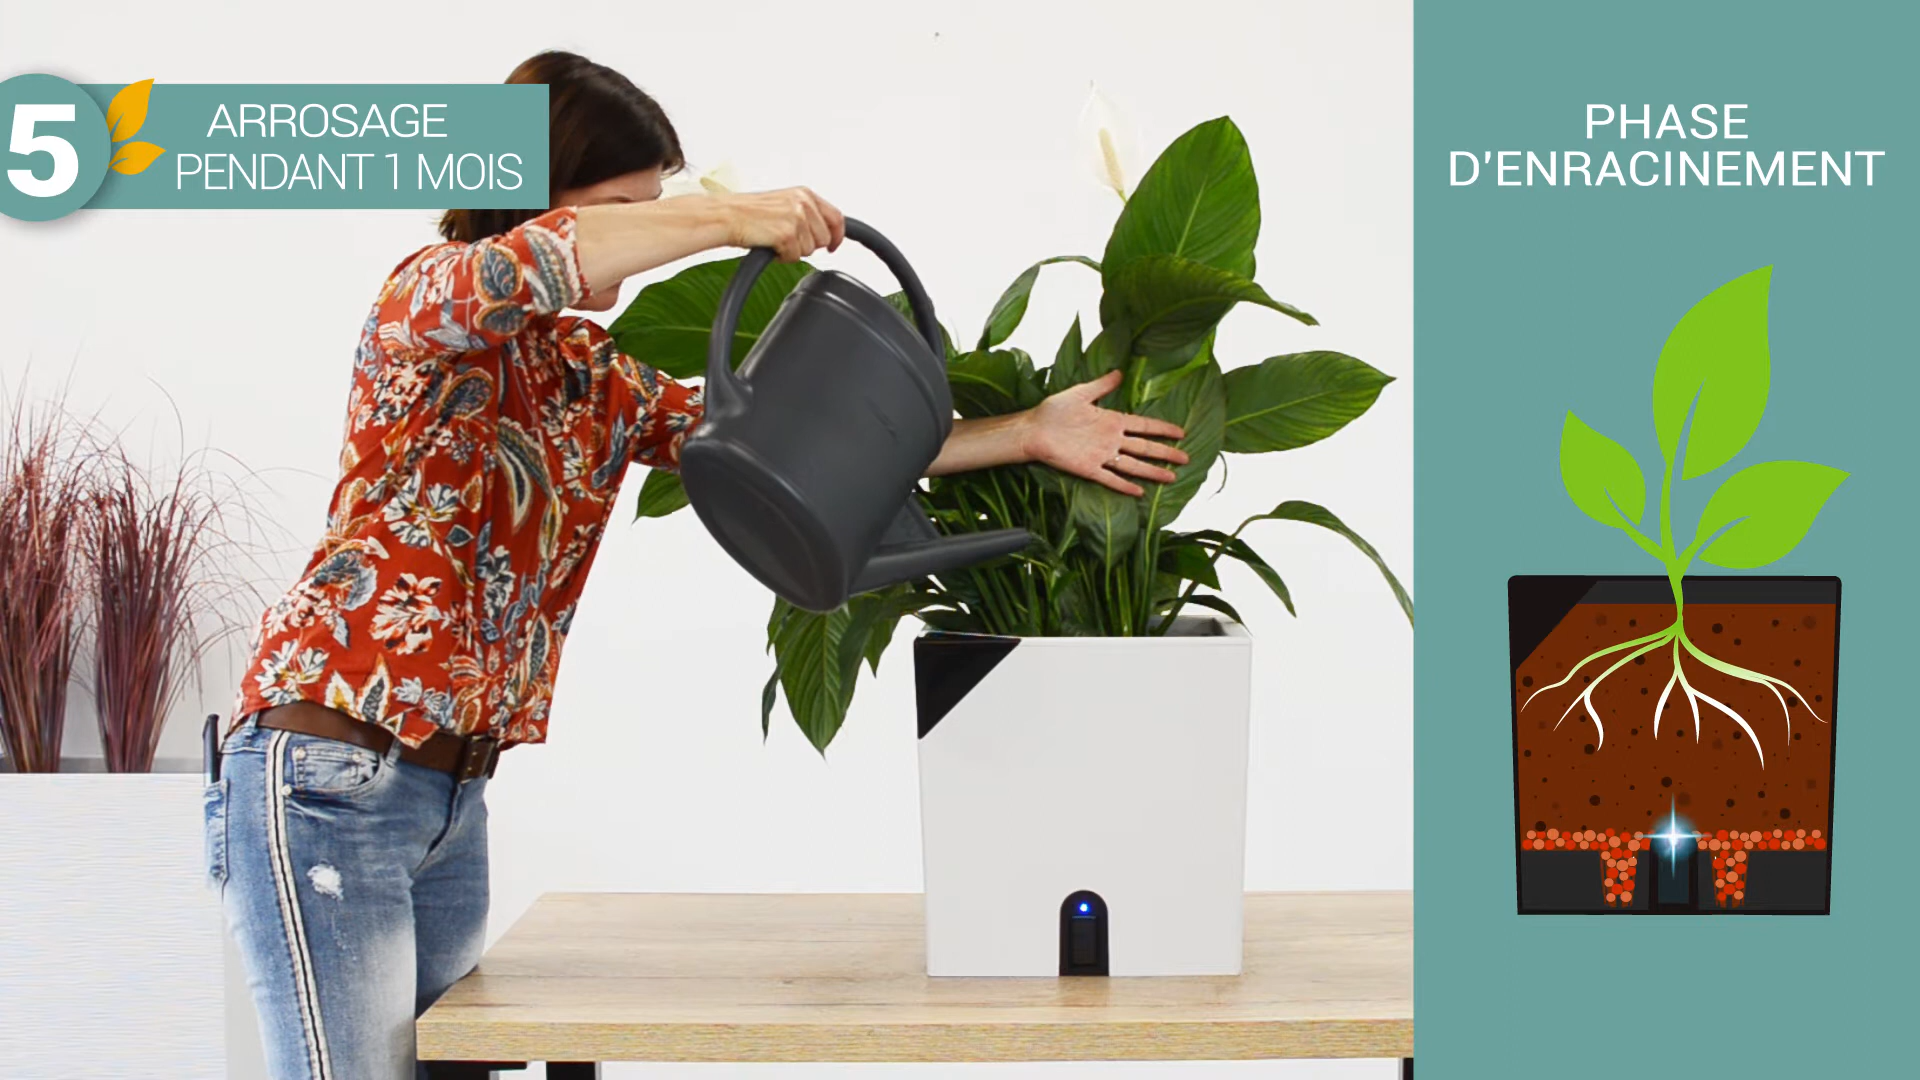 5
ARROSAGE
PENDANT 1 MOIS
PHASE
D'ENRACINEMENT